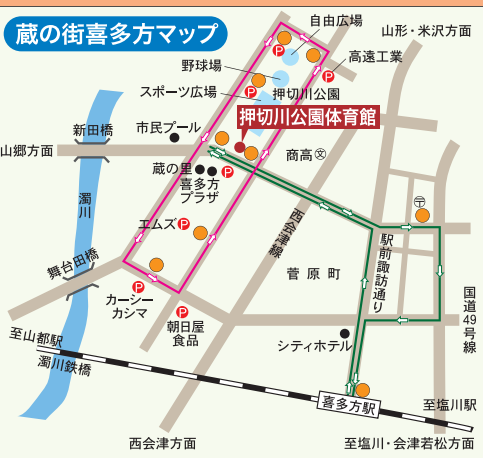 蔵の街喜多方マップ
自由広場
山形・米沢方面
高遠工業
P
P
野球場
P
スポーツ広場
押切川公園
押切川公園体育館
新田橋
市民プール
山郷方面
商高㊛
蔵の里
喜多方
プラザ
P
〒
濁川
エムズP
西会津線
駅前諏訪通り
舞台田橋
菅原町
カーシー
カシマ
P
朝日屋
食品
P
国道49号線
至山都駅
シティホテル
濁川鉄橋
喜多方駅
至塩川駅
西会津方面
至塩川・会津若松方面